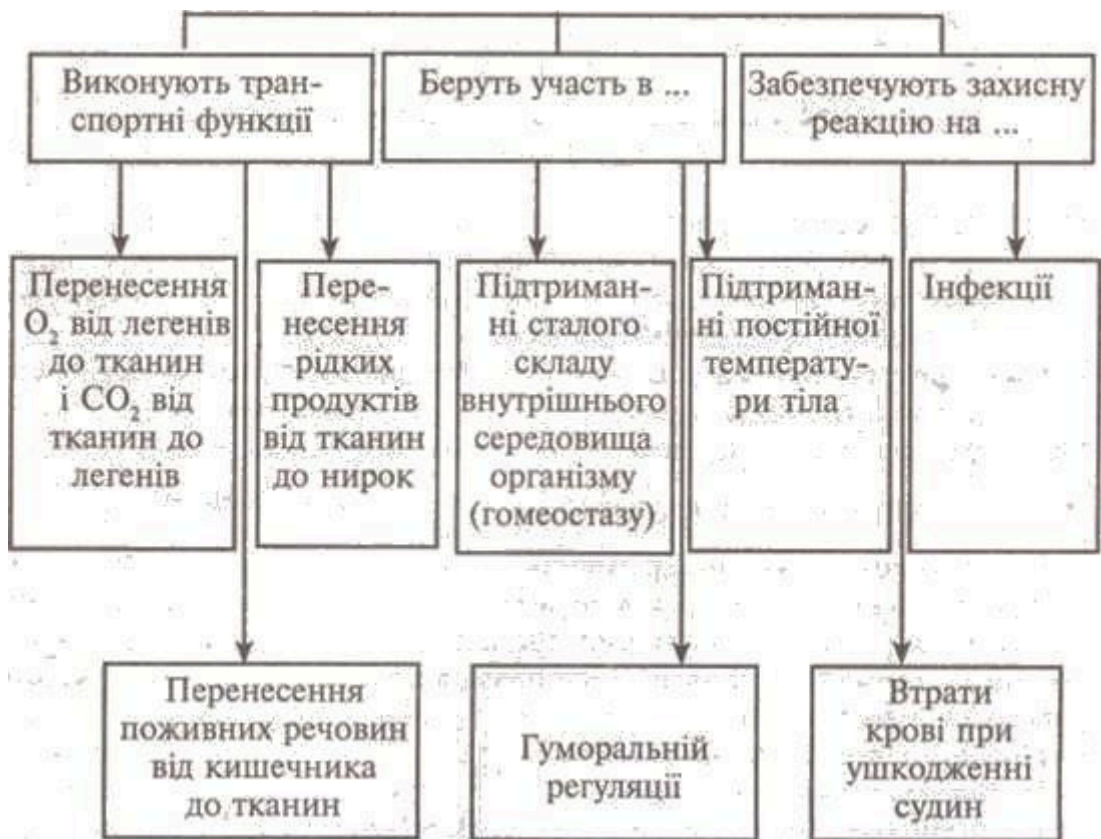 Виконують тран-
спортні функції
Беруть участь в ...
Забезпечують захисну
реакцію на ...
Перенесення
O₂ від легенів
до тканин
і CO₂ від
тканин до
легенів
Пере-
несення
рідких
продуктів
від тканин
до нирок
Підтриман-
ні сталого
складу
внутрішнього
середовища
організму
(гомеостазу)
Підтриман-
ні постійної
температу-
ри тіла
Інфекції
Перенесення
поживних речовин
від кишечника
до тканин
Гуморальній
регуляції
Втрати
крові при
ушкодженні
судин